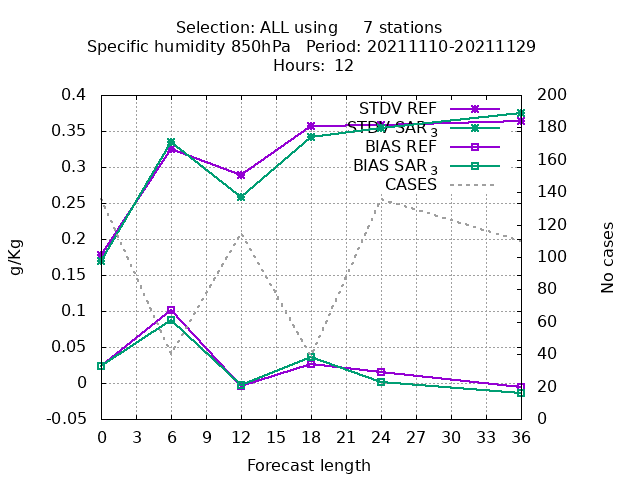 Selection: ALL using 7 stations
Specific humidity 850hPa Period: 20211110-20211129
Hours: 12
STDV REF
STDV SAR3
BIAS REF
BIAS SAR3
CASES
g/Kg
0.4
0.35
0.3
0.25
0.2
0.15
0.1
0.05
0
-0.05
200
180
160
140
120
100
80
60
40
20
0
No cases
0 3 6 9 12 15 18 21 24 27 30 33 36
Forecast length